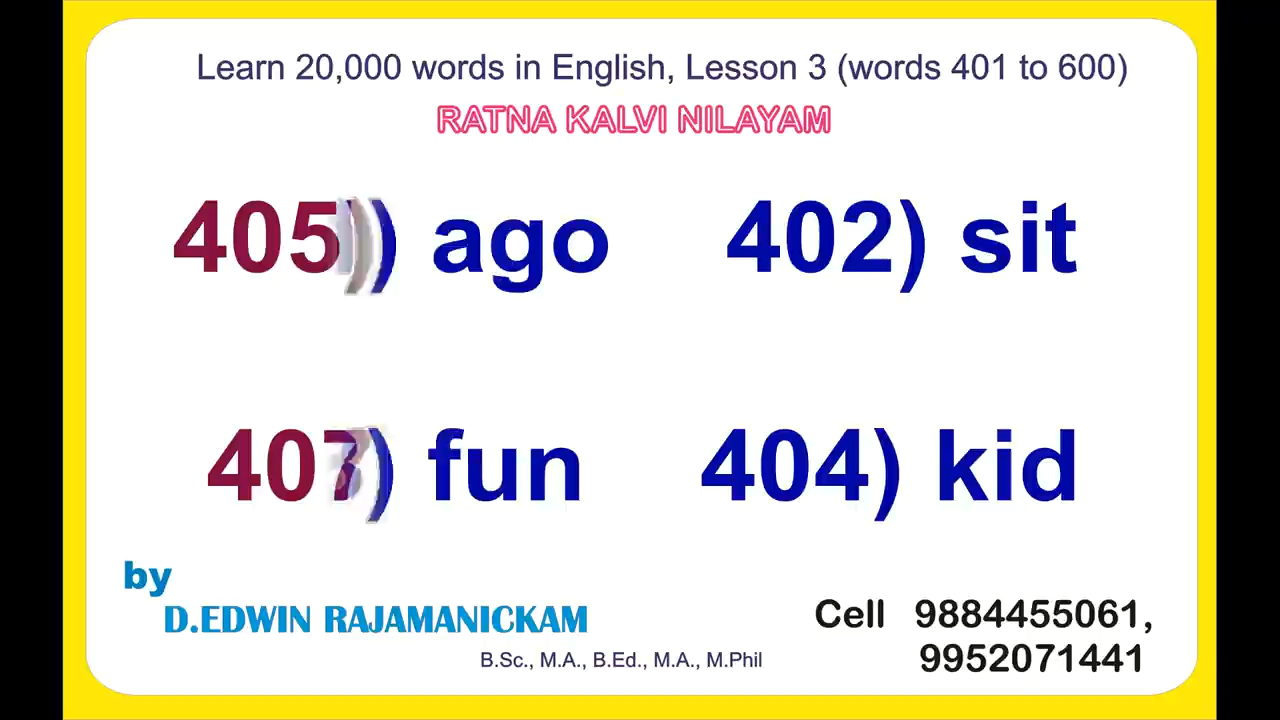 Learn 20,000 words in English, Lesson 3 (words 401 to 600)
RATNA KALVI NILAYAM
405) ago 402) sit
407) fun 404) kid
by
D.EDWIN RAJAMANICKAM
Cell 9884455061,
B.Sc., M.A., B.Ed., M.A., M.Phil
9952071441